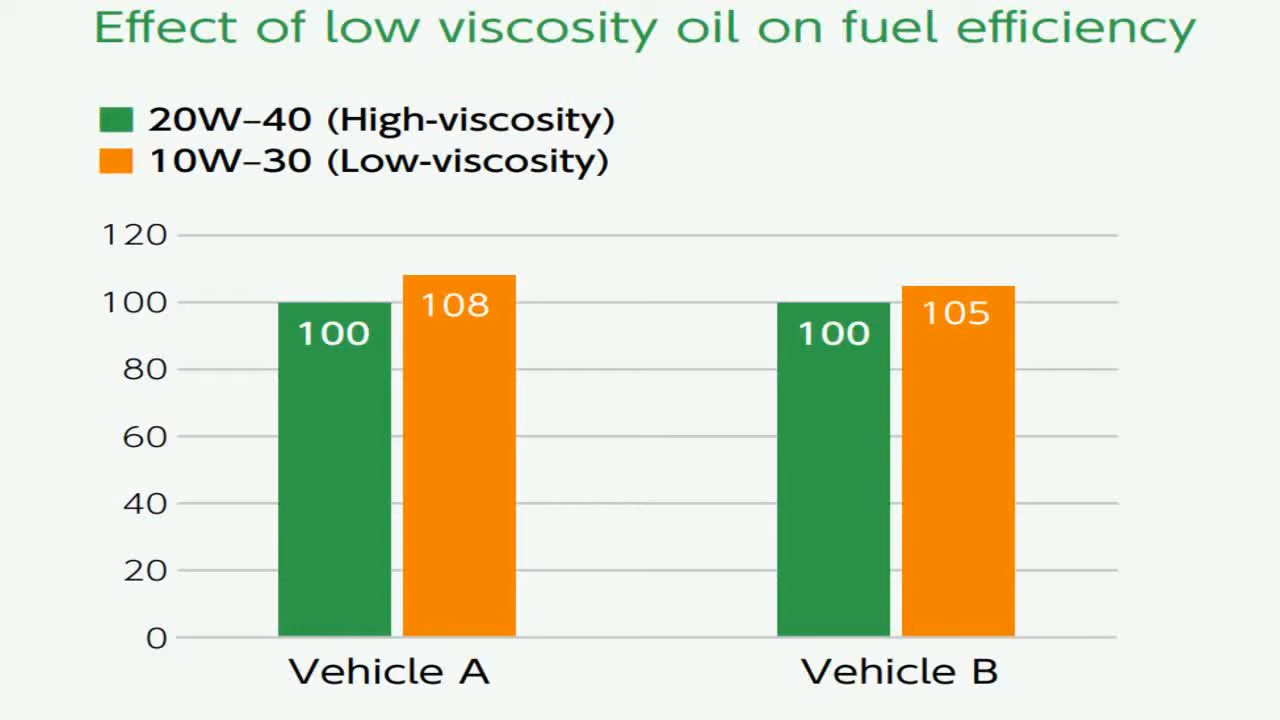 Effect of low viscosity oil on fuel efficiency
20W–40 (High-viscosity)
10W–30 (Low-viscosity)
120
100
80
60
40
20
0
100
108
100
105
Vehicle A
Vehicle B